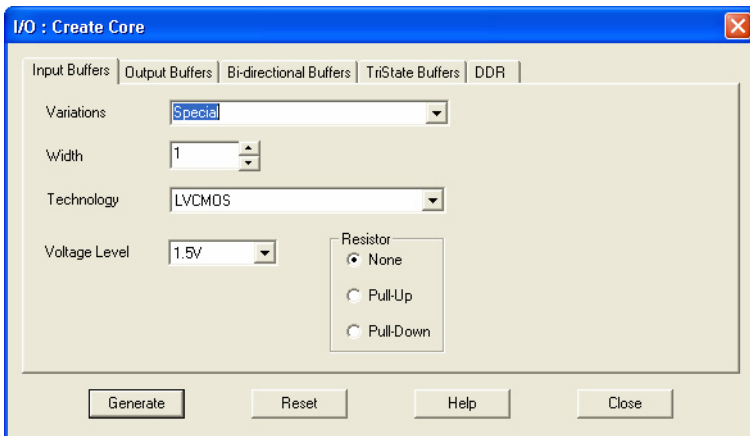 I/O : Create Core
Input Buffers Output Buffers Bi-directional Buffers TriState Buffers DDR
Variations Special
Width 1
Technology LVCMOS
Voltage Level 1.5V
Resistor
None
Pull-Up
Pull-Down
Generate Reset Help Close